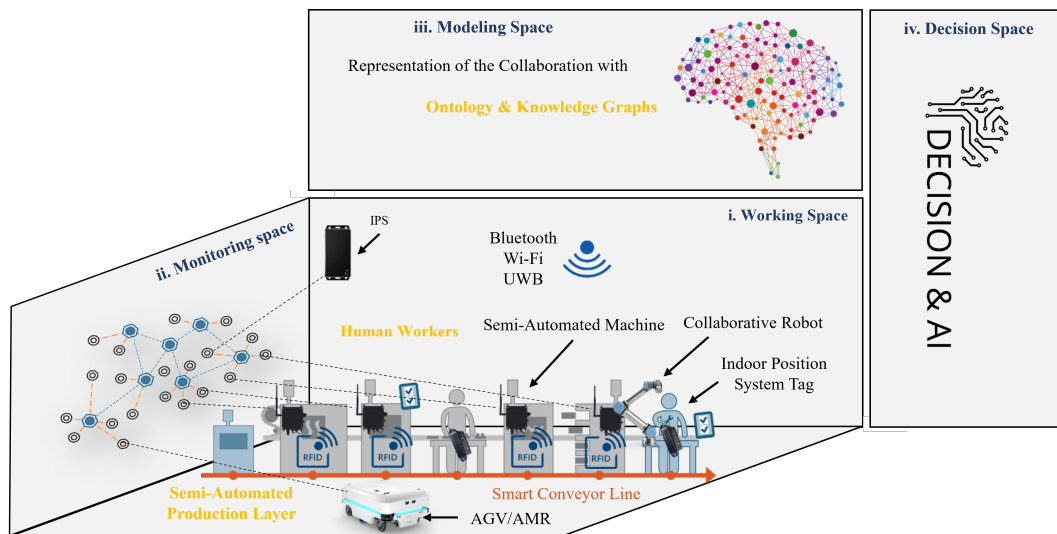 iii. Modeling Space
Representation of the Collaboration with
Ontology & Knowledge Graphs
iv. Decision Space
DECISION & AI
i. Working Space
ii. Monitoring space
IPS
Bluetooth
Wi-Fi
UWB
Human Workers
Semi-Automated Machine
Collaborative Robot
Indoor Position
System Tag
RFID
RFID
RFID
RFID
Semi-Automated
Production Layer
Smart Conveyor Line
AGV/AMR